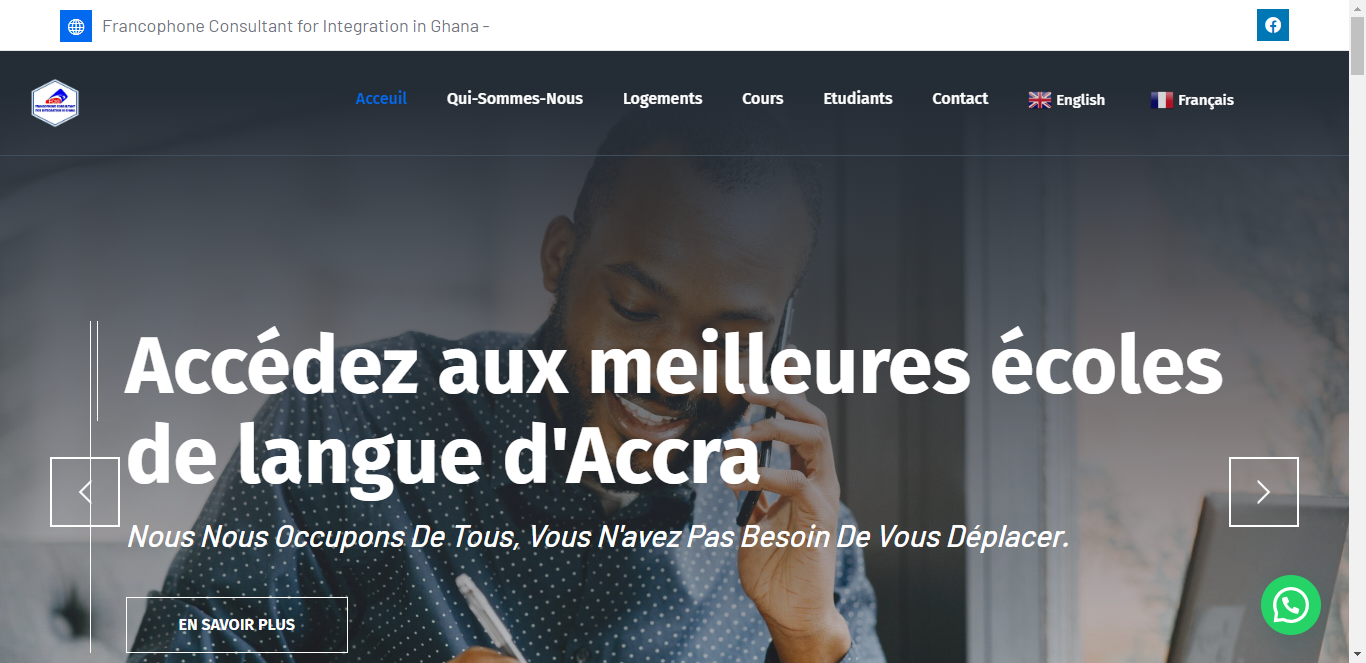 Francophone Consultant for Integration in Ghana -
Acceuil
Qui-Sommes-Nous
Logements
Cours
Etudiants
Contact
English
Français
Accédez aux meilleures écoles
de langue d'Accra
Nous Nous Occupons De Tous, Vous N'avez Pas Besoin De Vous Déplacer.
EN SAVOIR PLUS